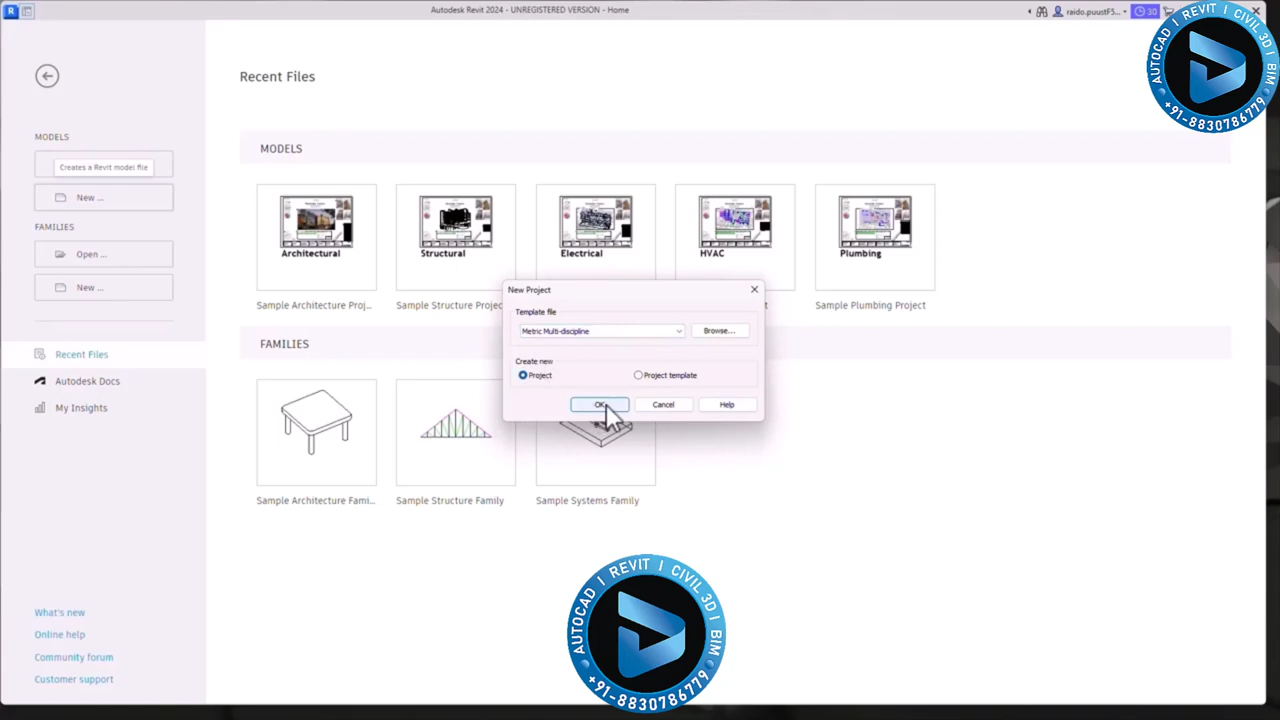 Autodesk Revit 2024 - UNREGISTERED VERSION - Home
raido.puustF5...
30
AUTOCAD | REVIT | CIVIL 3D | BIM
+91-8830786779
Recent Files
MODELS
Creates a Revit model file
New ...
FAMILIES
Open ...
New ...
Recent Files
Autodesk Docs
My Insights
What's new
Online help
Community forum
Customer support
MODELS
Architectural
Structural
Electrical
HVAC
Plumbing
Sample Architecture Proj...
Sample Structure Project
Sample Plumbing Project
FAMILIES
Sample Architecture Fami...
Sample Structure Family
Sample Systems Family
New Project
Template file
Metric Multi-discipline
Browse...
Create new
Project
Project template
OK
Cancel
Help
AUTOCAD | REVIT | CIVIL 3D | BIM
+91-8830786779